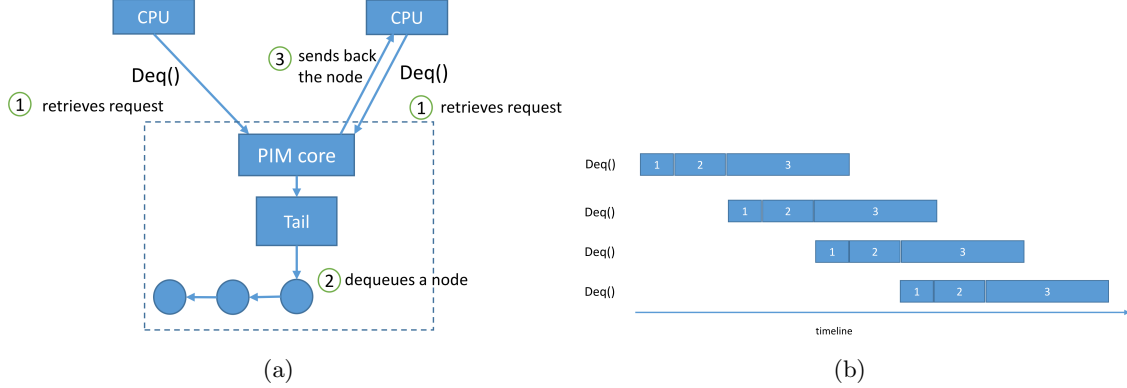 CPU
CPU
3 sends back
the node
Deq()
Deq()
1 retrieves request
1 retrieves request
PIM core
Tail
2 dequeues a node
(a)
Deq() 1 2 3
Deq() 1 2 3
Deq() 1 2 3
Deq() 1 2 3
timeline
(b)